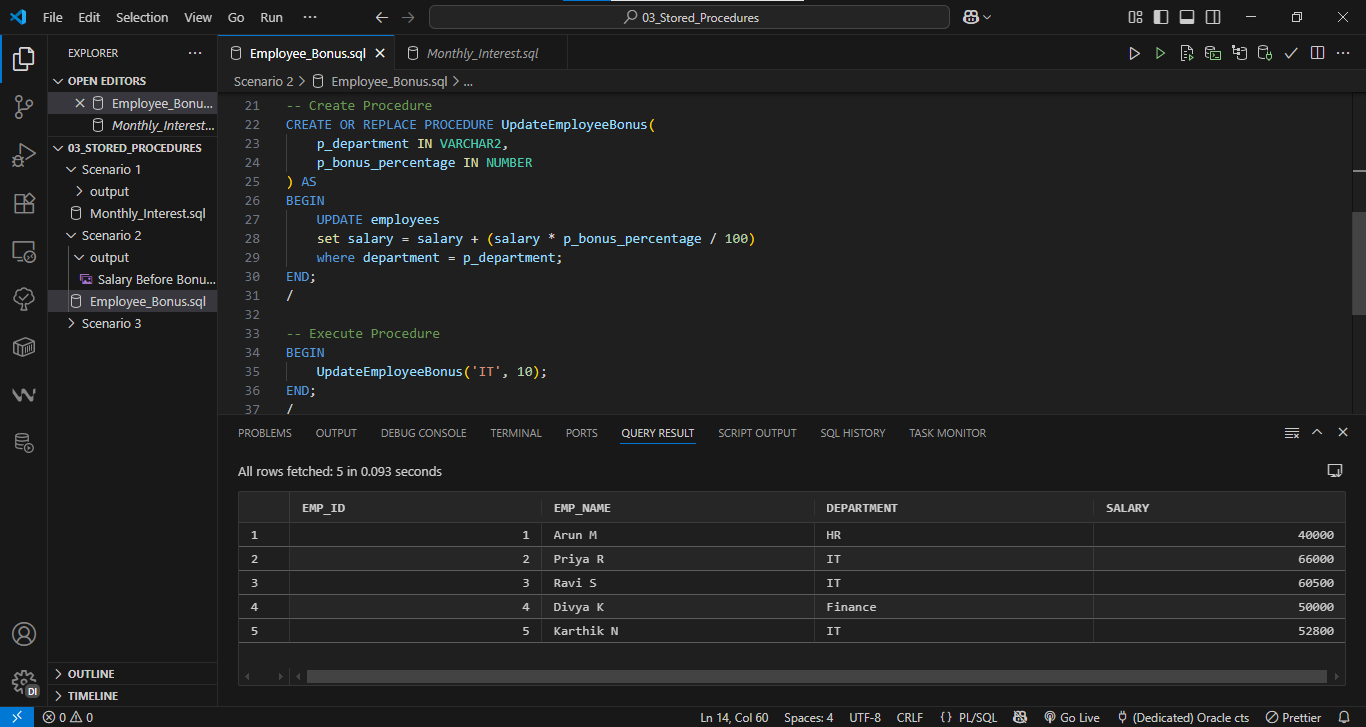 File Edit Selection View Go Run ··· 03_Stored_Procedures
EXPLORER ···
OPEN EDITORS
Employee_Bonu...
Monthly_Interest...
03_STORED_PROCEDURES
Scenario 1
output
Monthly_Interest.sql
Scenario 2
output
Salary Before Bonu...
Employee_Bonus.sql
Scenario 3
OUTLINE
TIMELINE
DI
Employee_Bonus.sql Monthly_Interest.sql
Scenario 2 > Employee_Bonus.sql > ...
21 -- Create Procedure
22 CREATE OR REPLACE PROCEDURE UpdateEmployeeBonus(
23 p_department IN VARCHAR2,
24 p_bonus_percentage IN NUMBER
25 ) AS
26 BEGIN
27 UPDATE employees
28 set salary = salary + (salary * p_bonus_percentage / 100)
29 where department = p_department;
30 END;
31 /
32
33 -- Execute Procedure
34 BEGIN
35 UpdateEmployeeBonus('IT', 10);
36 END;
37 /
PROBLEMS OUTPUT DEBUG CONSOLE TERMINAL PORTS QUERY RESULT SCRIPT OUTPUT SQL HISTORY TASK MONITOR
All rows fetched: 5 in 0.093 seconds
EMP_ID EMP_NAME DEPARTMENT SALARY
1 1 Arun M HR 40000
2 2 Priya R IT 66000
3 3 Ravi S IT 60500
4 4 Divya K Finance 50000
5 5 Karthik N IT 52800
0 0 Ln 14, Col 60 Spaces: 4 UTF-8 CRLF {} PL/SQL Go Live (Dedicated) Oracle cts Prettier